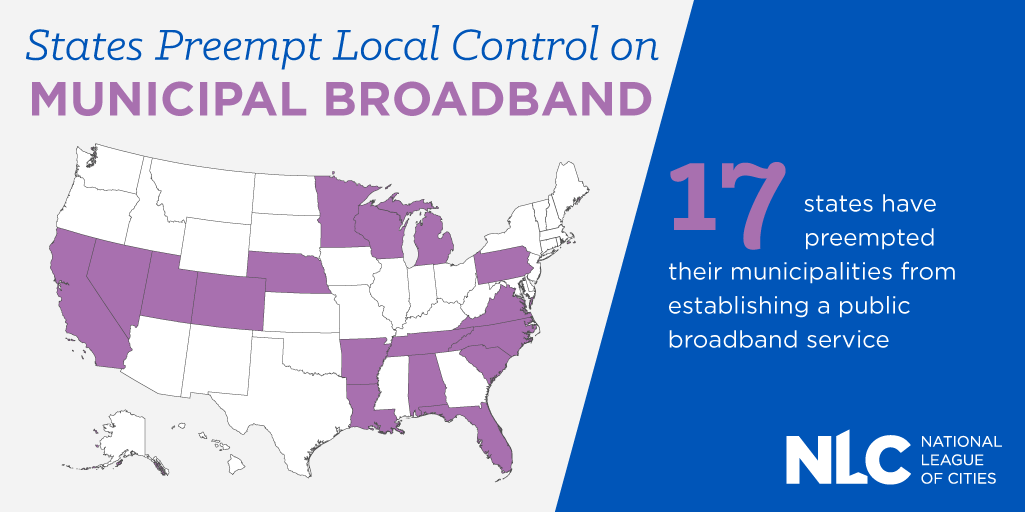 States Preempt Local Control on
MUNICIPAL BROADBAND
17 states have
preempted
their municipalities from
establishing a public
broadband service
NLC NATIONAL
LEAGUE
OF CITIES